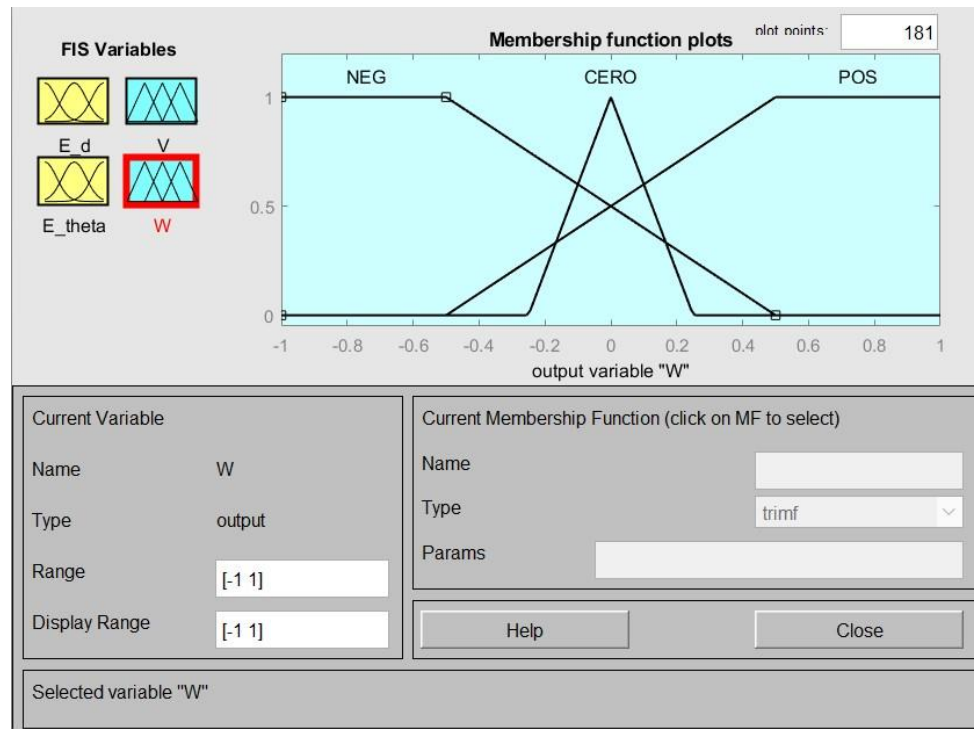 FIS Variables
E_d
V
E_theta
W
Membership function plots
plot points:
181
NEG
CERO
POS
1
0.5
0
-1
-0.8
-0.6
-0.4
-0.2
0
0.2
0.4
0.6
0.8
1
output variable "W"
Current Variable
Name
W
Type
output
Range
[-1 1]
Display Range
[-1 1]
Current Membership Function (click on MF to select)
Name
Type
trimf
Params
Help
Close
Selected variable "W"